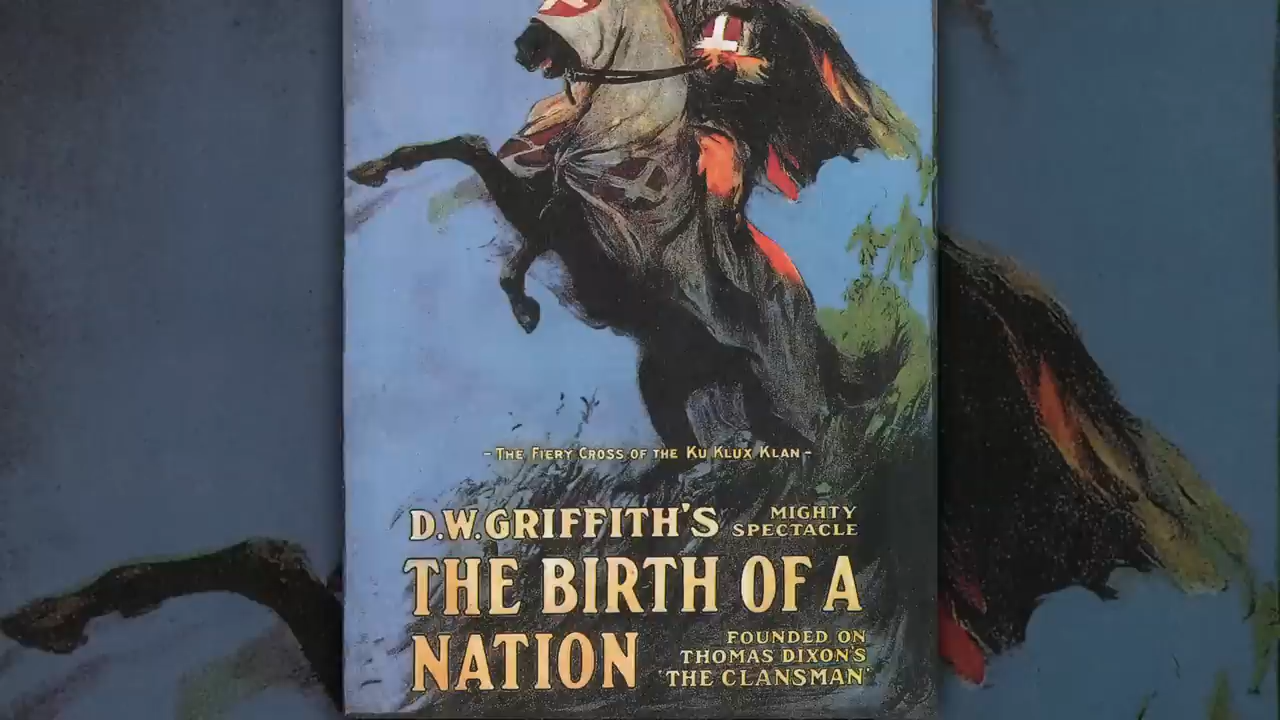 - THE FIERY CROSS OF THE KU KLUX KLAN -
D.W. GRIFFITH'S
MIGHTY
SPECTACLE
THE BIRTH OF A
NATION
FOUNDED ON
THOMAS DIXON'S
'THE CLANSMAN'